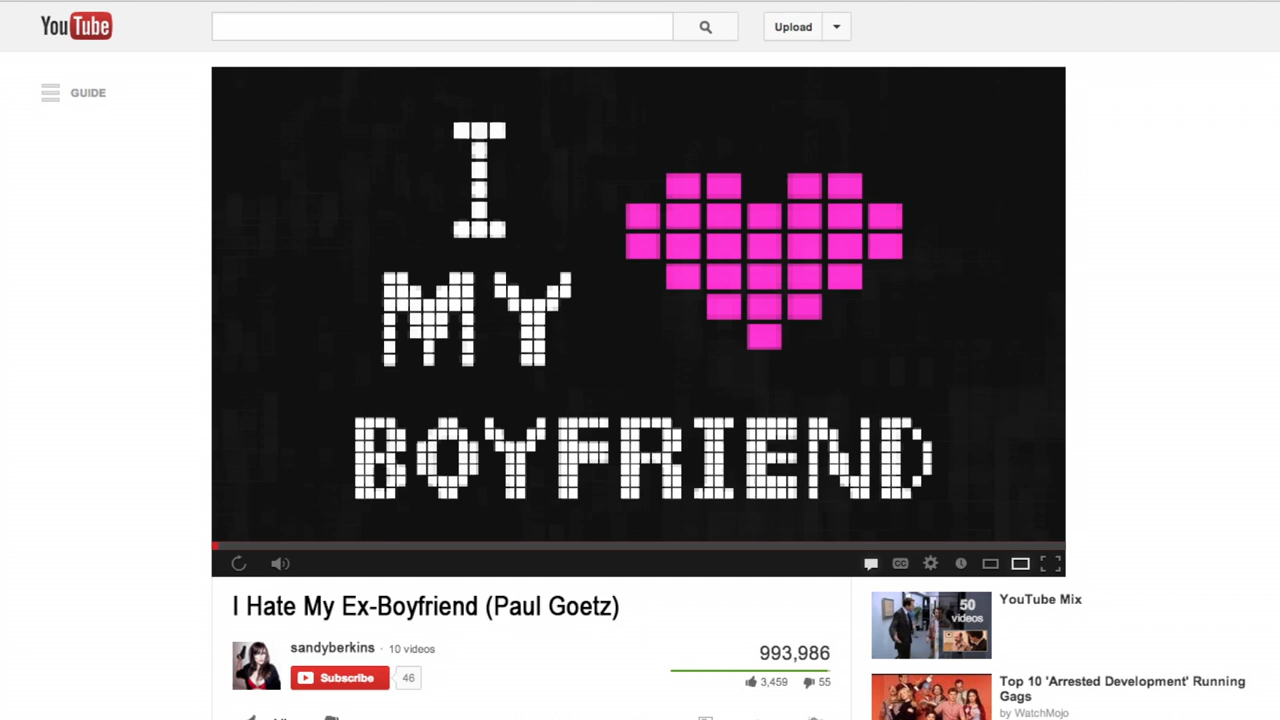 YouTube
Upload
GUIDE
I
MY
BOYFRIEND
CC
I Hate My Ex-Boyfriend (Paul Goetz)
sandyberkins · 10 videos
Subscribe 46
993,986
3,459 55
50
videos
YouTube Mix
Top 10 'Arrested Development' Running
Gags
by WatchMojo